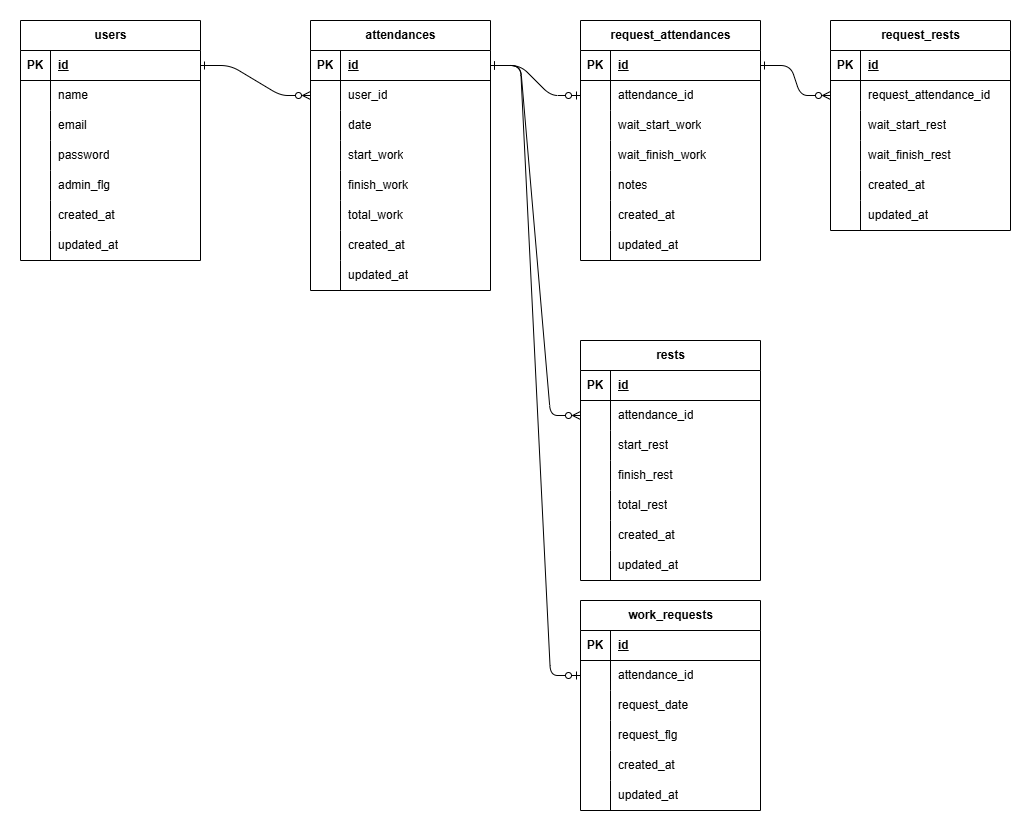 users
PK id
name
email
password
admin_flg
created_at
updated_at
attendances
PK id
user_id
date
start_work
finish_work
total_work
created_at
updated_at
request_attendances
PK id
attendance_id
wait_start_work
wait_finish_work
notes
created_at
updated_at
request_rests
PK id
request_attendance_id
wait_start_rest
wait_finish_rest
created_at
updated_at
rests
PK id
attendance_id
start_rest
finish_rest
total_rest
created_at
updated_at
work_requests
PK id
attendance_id
request_date
request_flg
created_at
updated_at